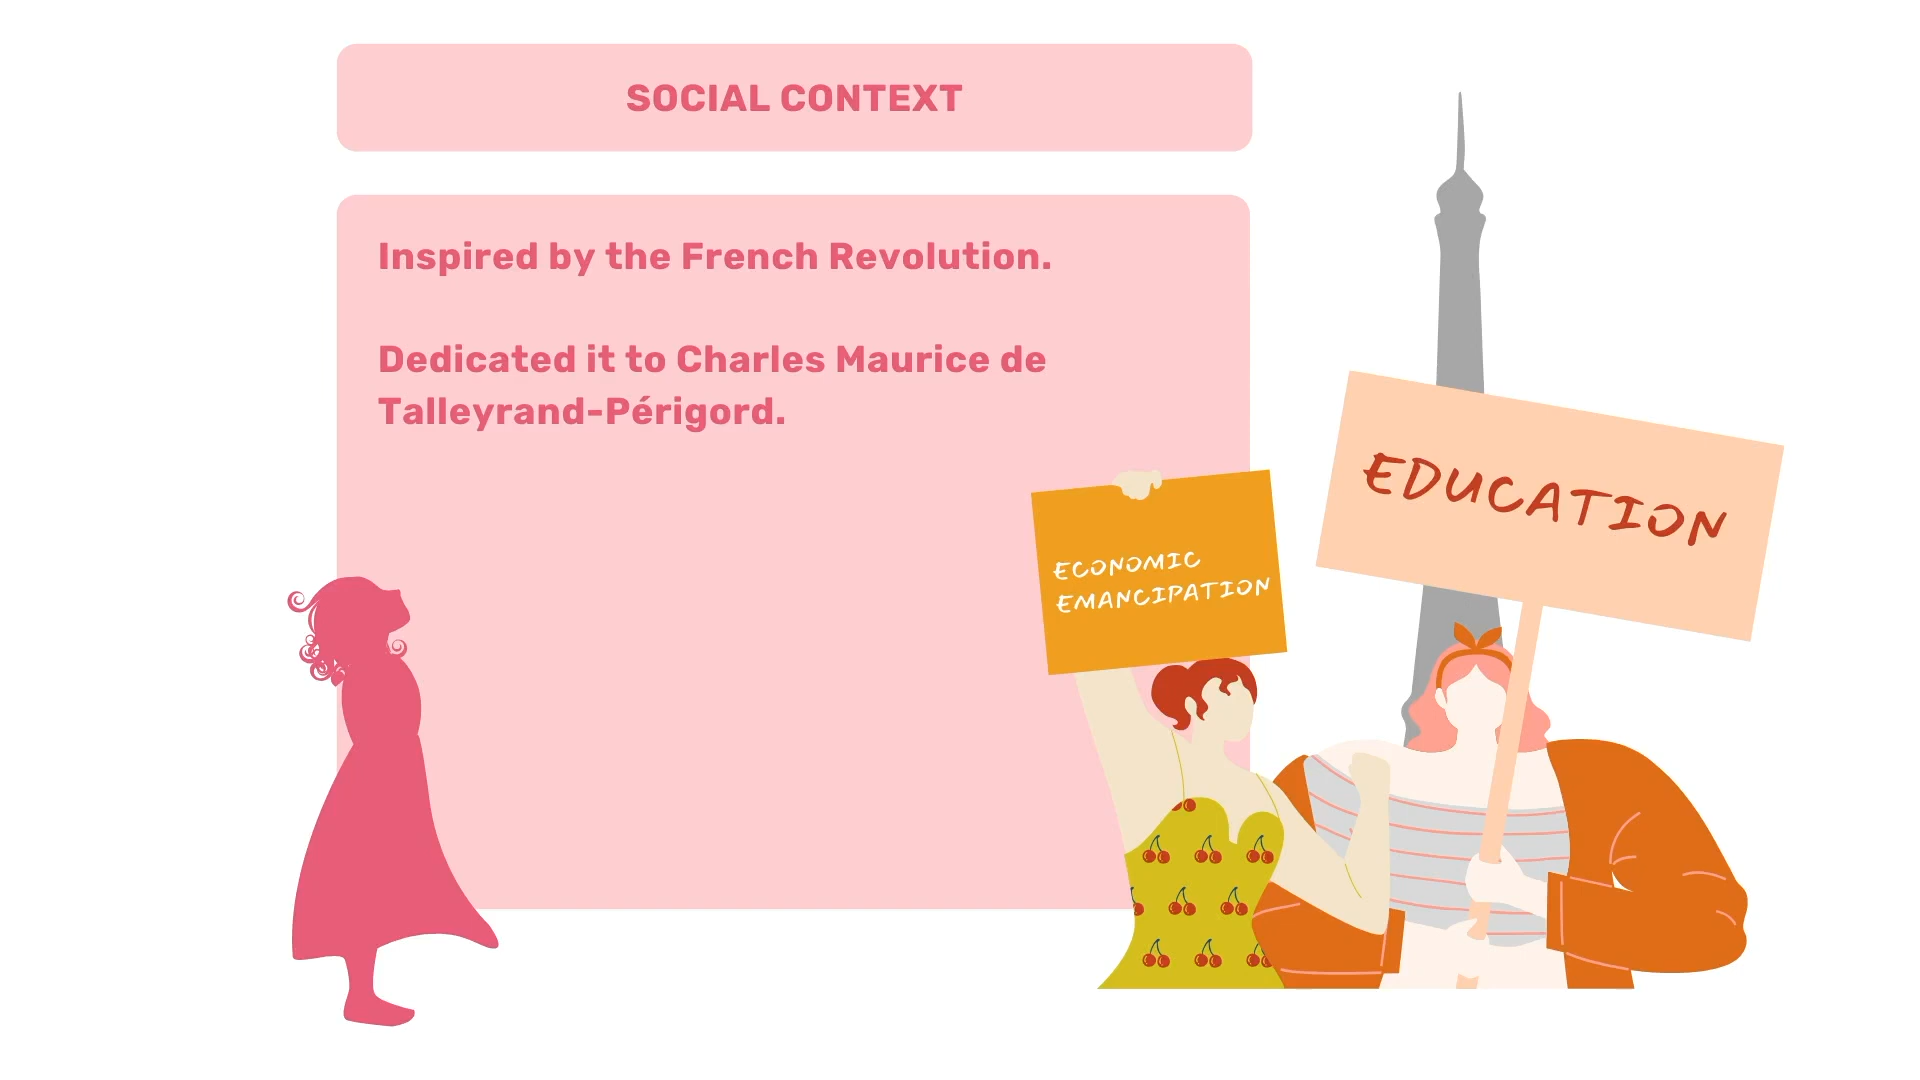 SOCIAL CONTEXT
Inspired by the French Revolution.
Dedicated it to Charles Maurice de
Talleyrand-Périgord.
ECONOMIC
EMANCIPATION
EDUCATION